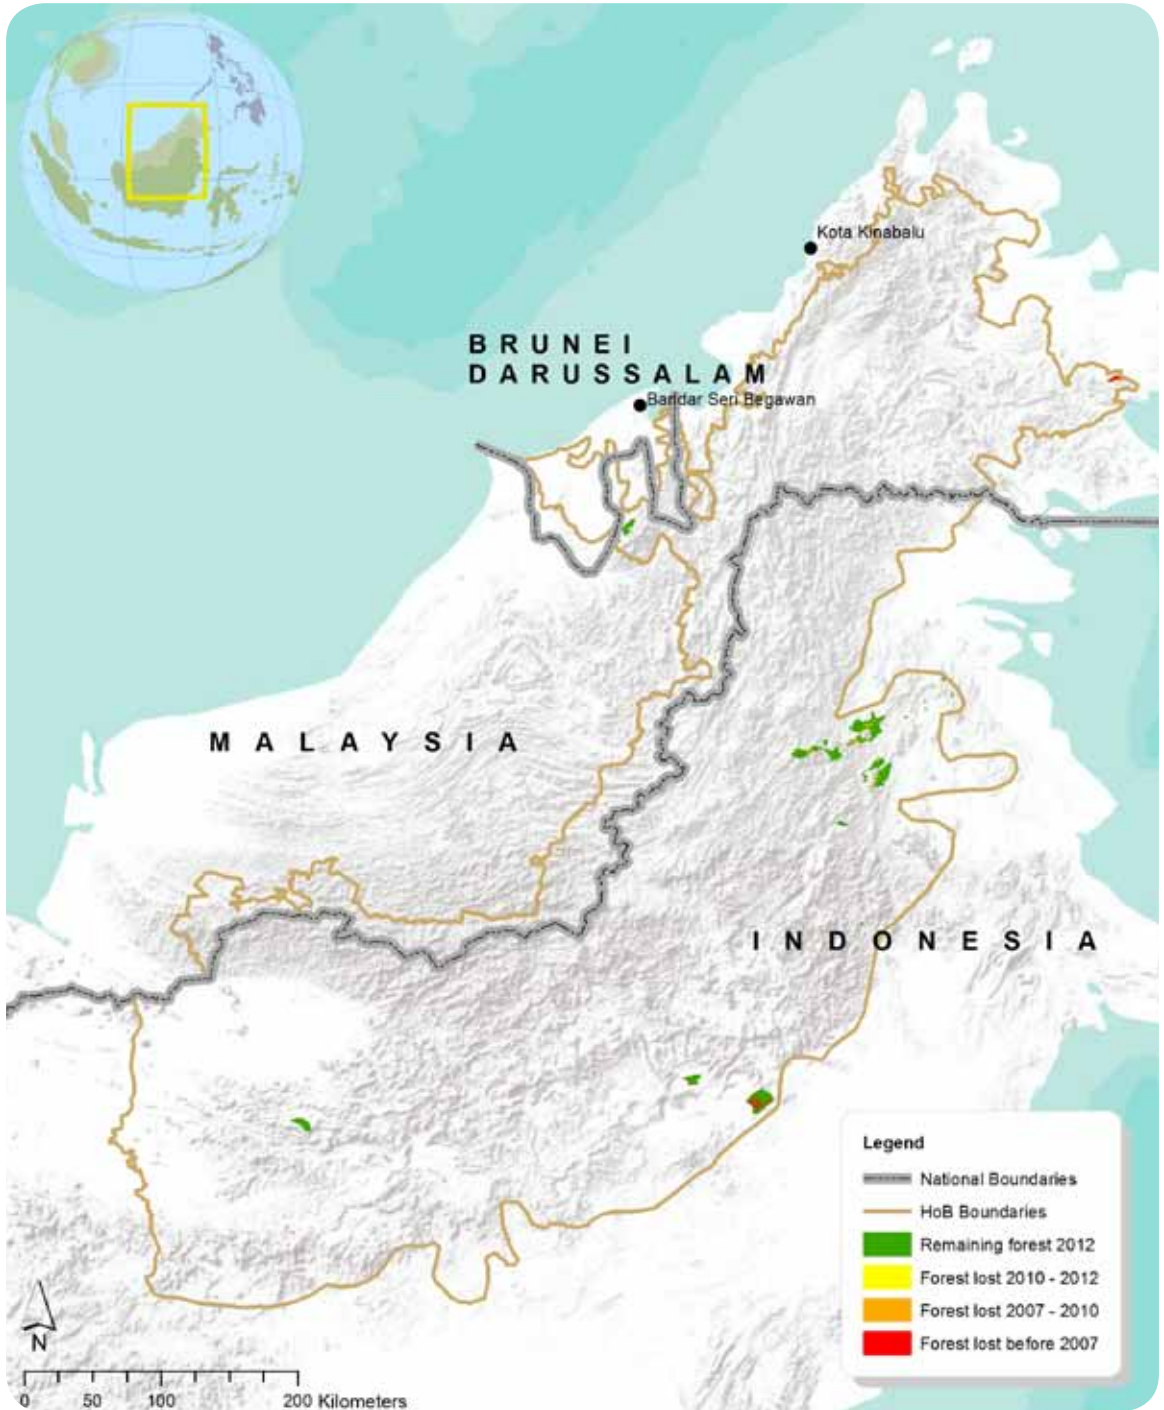 Kota Kinabalu
BRUNEI
DARUSSALAM
Bandar Seri Begawan
MALAYSIA
INDONESIA
Legend
National Boundaries
HoB Boundaries
Remaining forest 2012
Forest lost 2010 - 2012
Forest lost 2007 - 2010
Forest lost before 2007
N
0 50 100 200 Kilometers